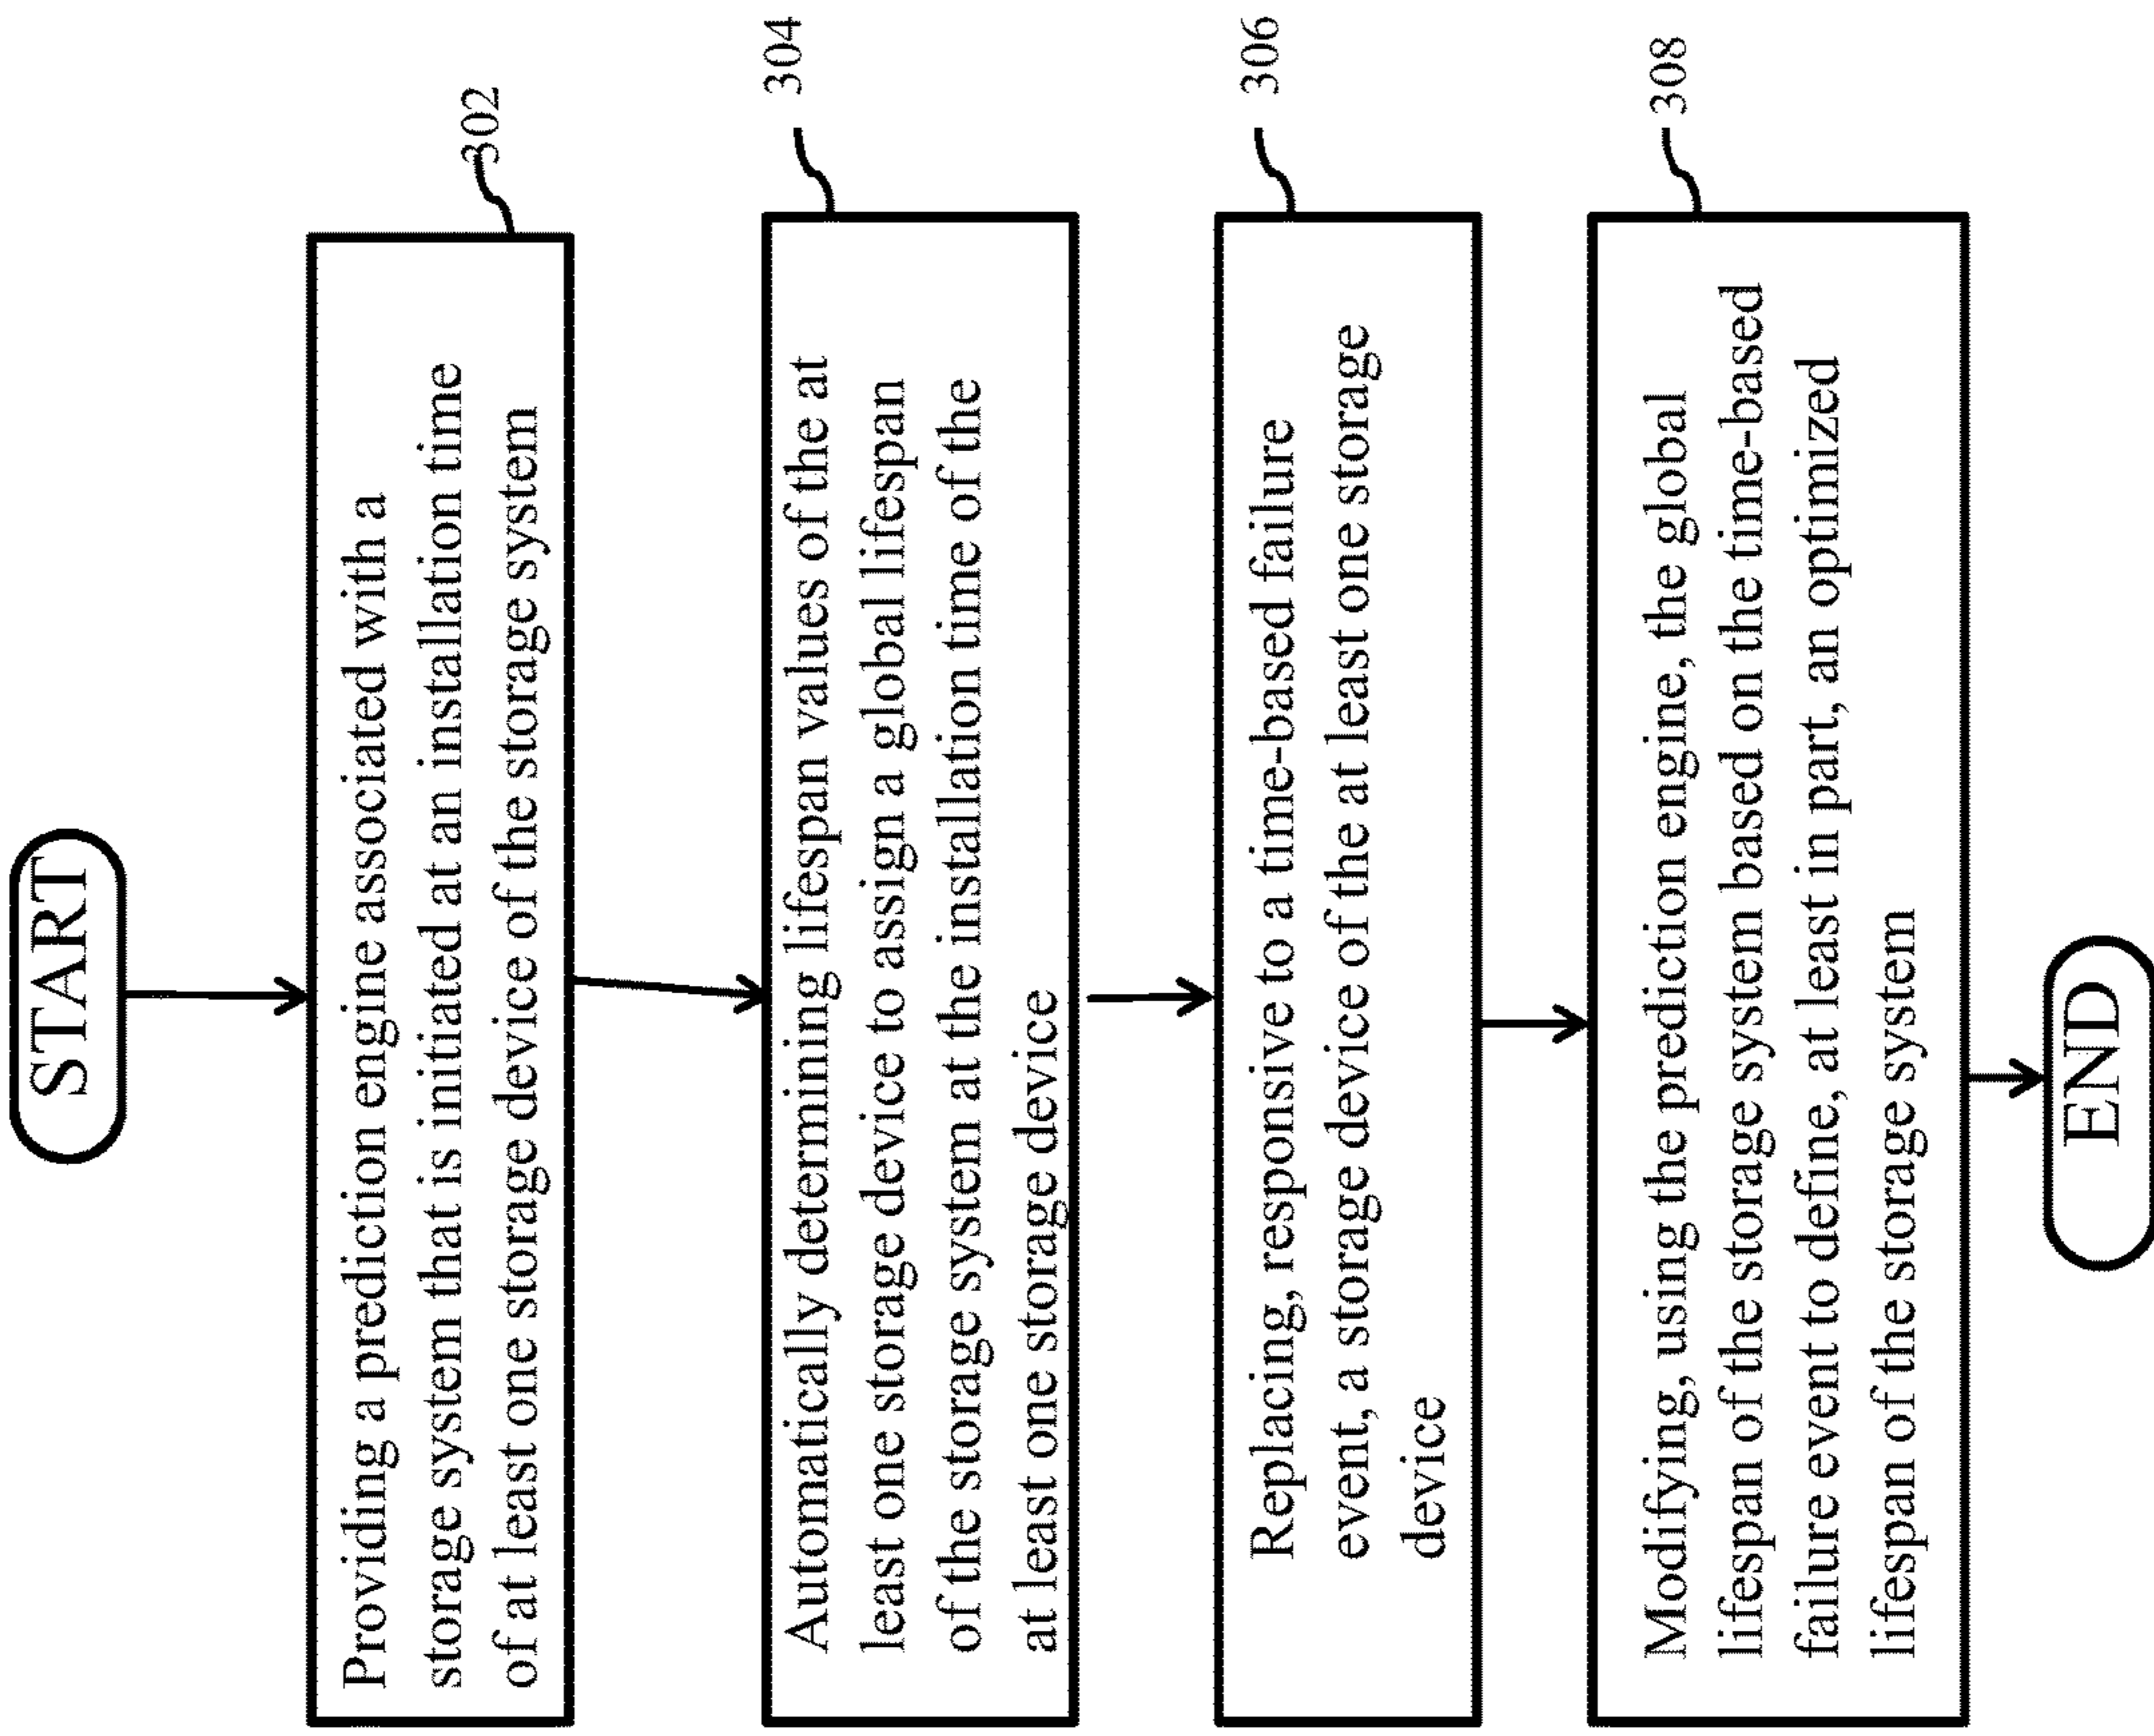 START
302
Providing a prediction engine associated with a
storage system that is initiated at an installation time
of at least one storage device of the storage system
304
Automatically determining lifespan values of the at
least one storage device to assign a global lifespan
of the storage system at the installation time of the
at least one storage device
306
Replacing, responsive to a time-based failure
event, a storage device of the at least one storage
device
308
Modifying, using the prediction engine, the global
lifespan of the storage system based on the time-based
failure event to define, at least in part, an optimized
lifespan of the storage system
END